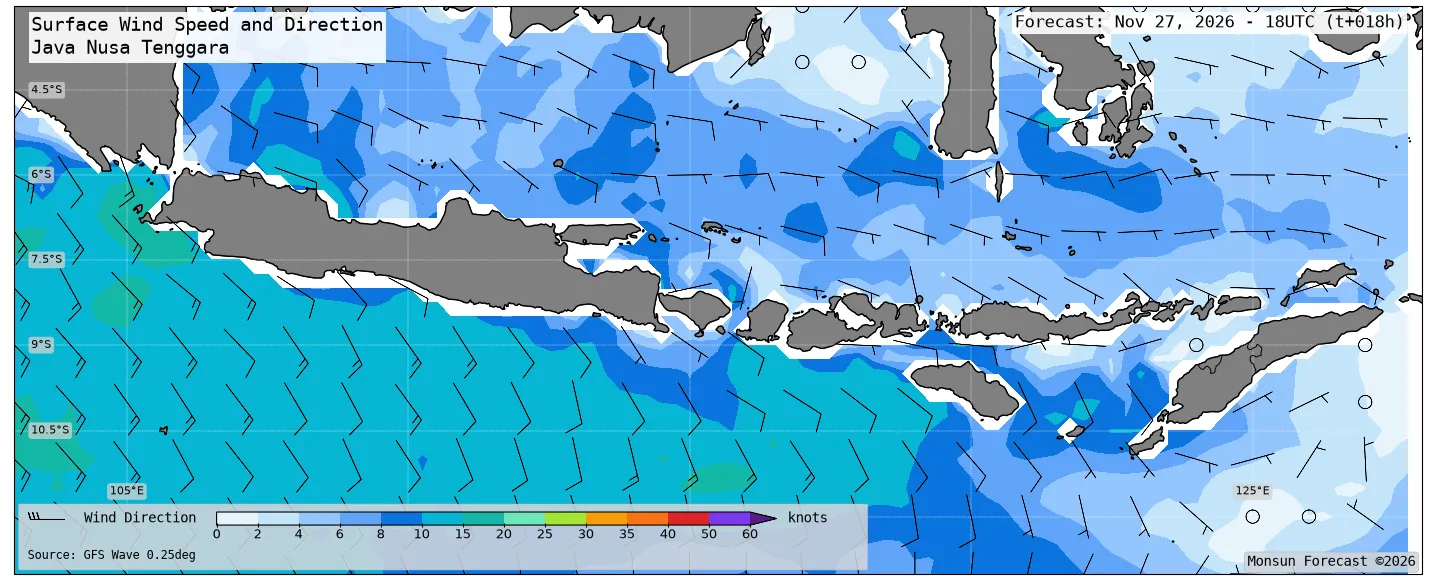 Surface Wind Speed and Direction
Java Nusa Tenggara
Forecast: Nov 27, 2026 - 18UTC (t+018h)
4.5°S
6°S
7.5°S
9°S
10.5°S
105°E
125°E
Wind Direction
0 2 4 6 8 10 15 20 25 30 35 40 50 60
knots
Source: GFS Wave 0.25deg
Monsun Forecast ©2026